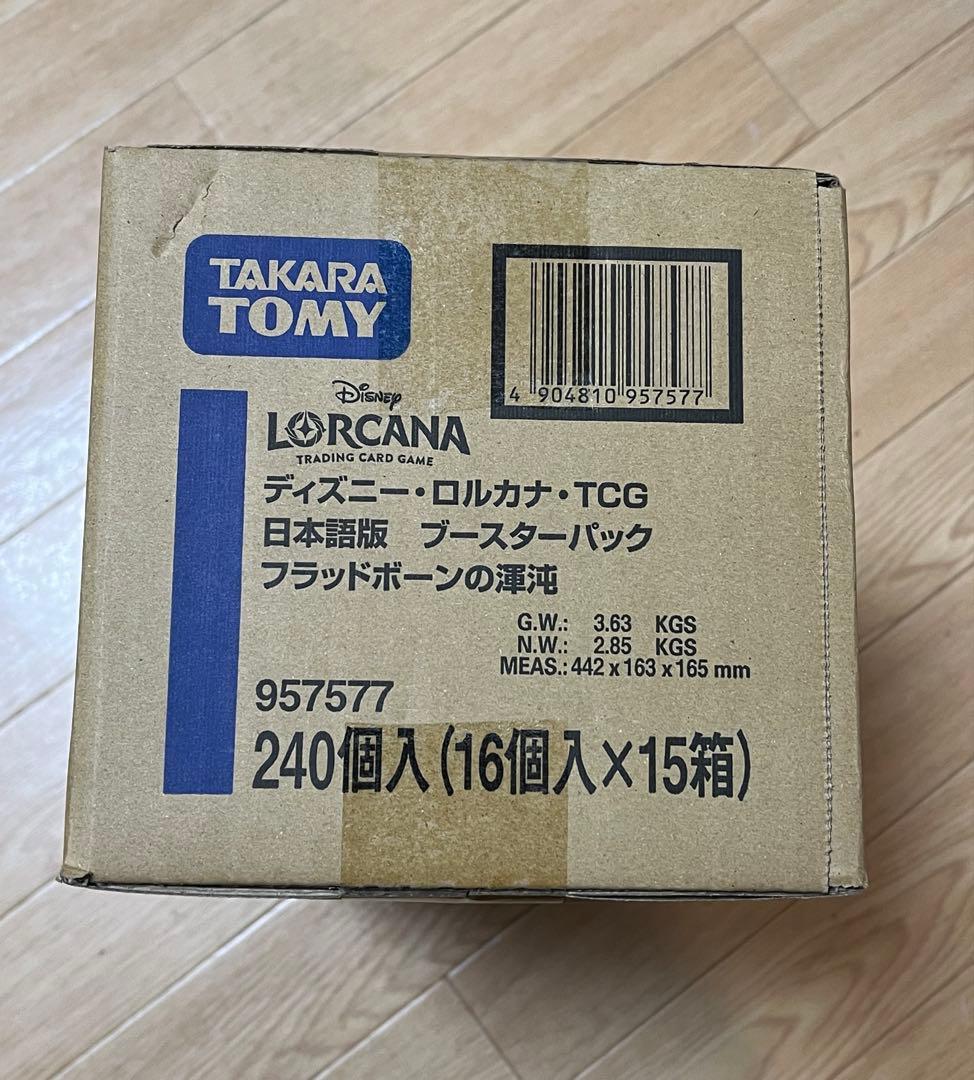 TAKARA
TOMY
4 904810 957577
Disney
LORCANA
TRADING CARD GAME
ディズニー・ロルカナ・TCG
日本語版 ブースターパック
フラッドボーンの渾沌
G.W.: 3.63 KGS
N.W.: 2.85 KGS
MEAS.: 442 x 163 x 165 mm
957577
240個入(16個入×15箱)